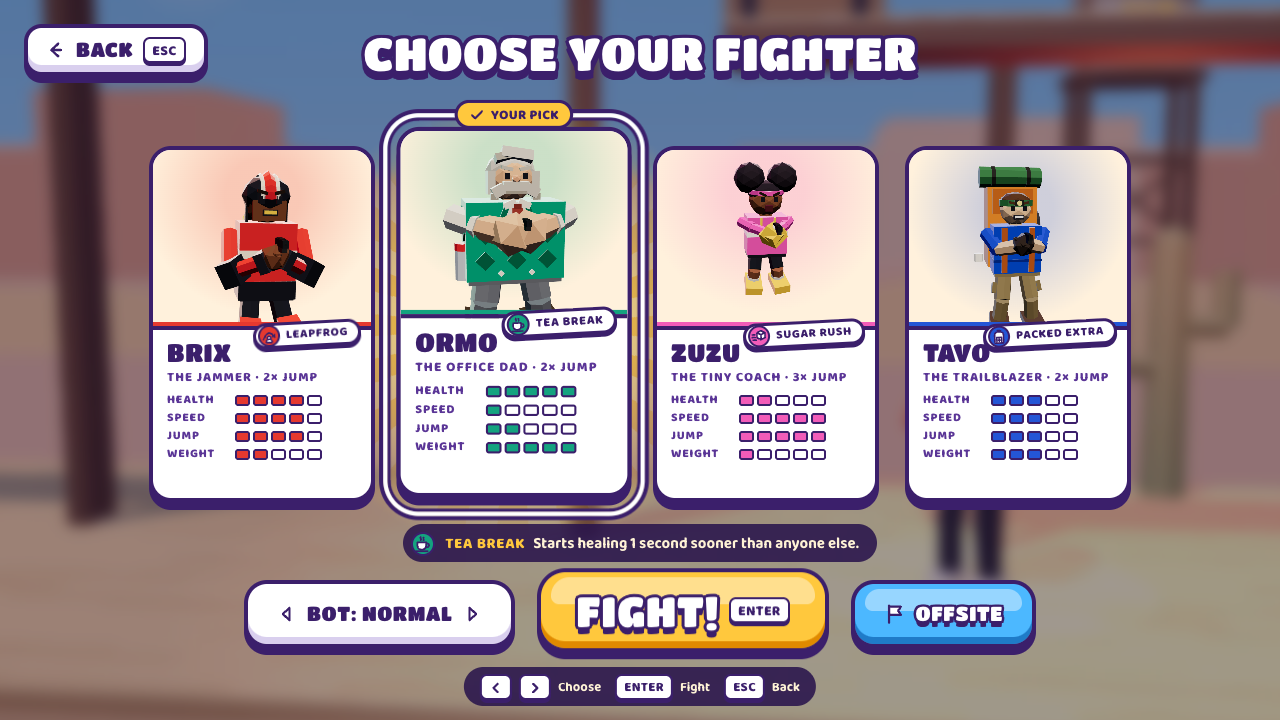 BACK ESC
CHOOSE YOUR FIGHTER
YOUR PICK
LEAPFROG
BRIX
THE JAMMER · 2× JUMP
HEALTH
SPEED
JUMP
WEIGHT
TEA BREAK
ORMO
THE OFFICE DAD · 2× JUMP
HEALTH
SPEED
JUMP
WEIGHT
SUGAR RUSH
ZUZU
THE TINY COACH · 3× JUMP
HEALTH
SPEED
JUMP
WEIGHT
PACKED EXTRA
TAVO
THE TRAILBLAZER · 2× JUMP
HEALTH
SPEED
JUMP
WEIGHT
TEA BREAK Starts healing 1 second sooner than anyone else.
BOT: NORMAL
FIGHT! ENTER
OFFSITE
Choose ENTER Fight ESC Back